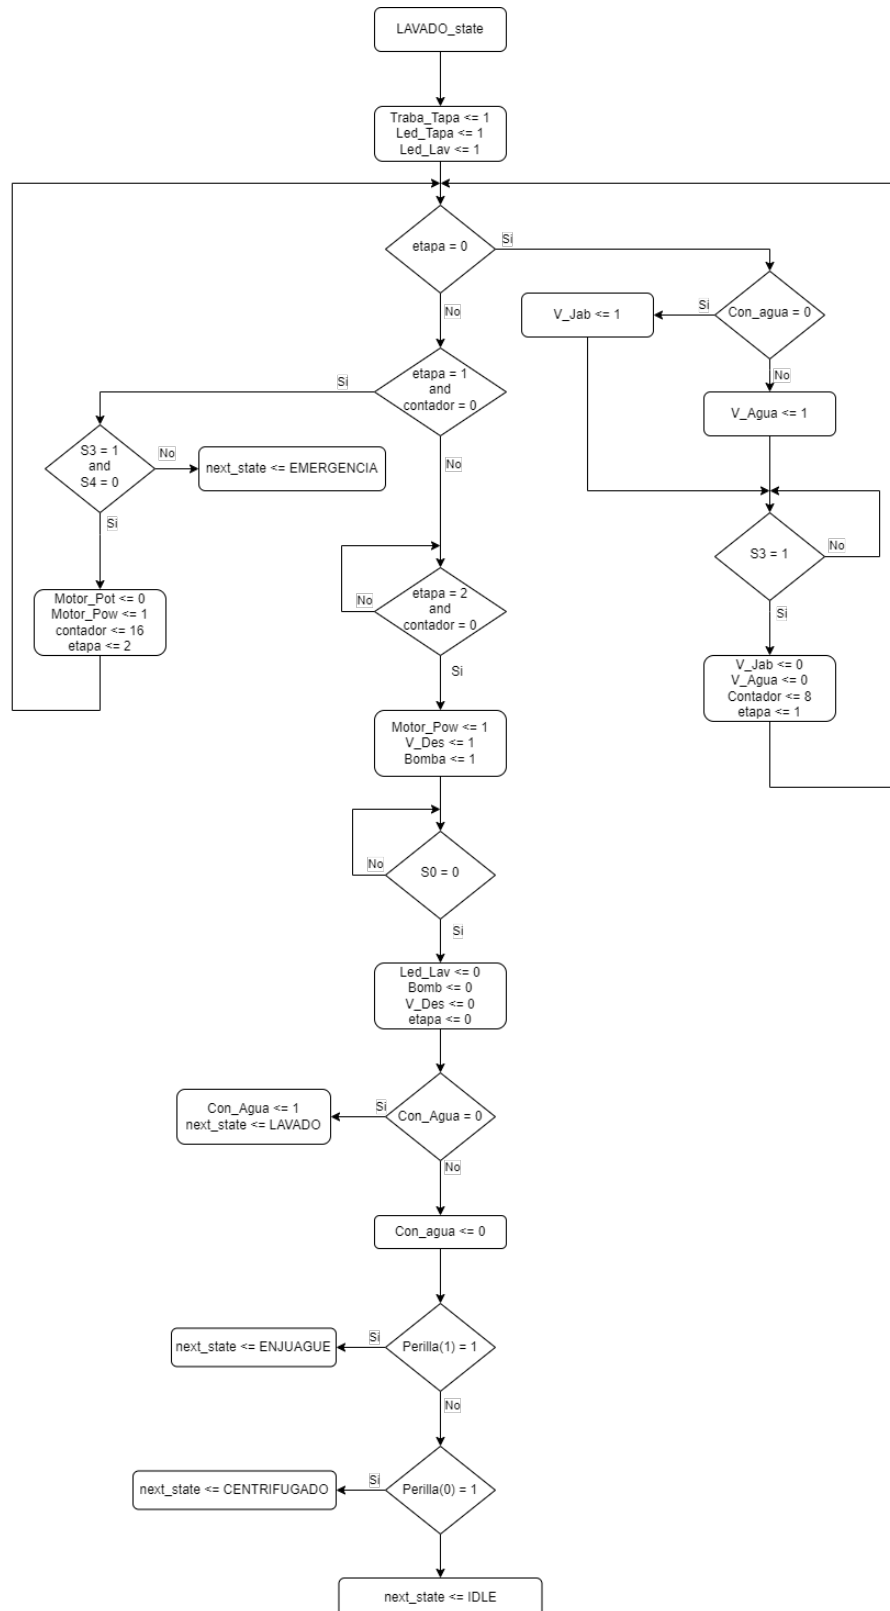 LAVADO_state
Traba_Tapa <= 1
Led_Tapa <= 1
Led_Lav <= 1
etapa = 0
Si
No
Con_agua = 0
Si
V_Jab <= 1
No
V_Agua <= 1
etapa = 1
and
contador = 0
Si
No
S3 = 1
and
S4 = 0
No
next_state <= EMERGENCIA
Si
Motor_Pot <= 0
Motor_Pow <= 1
contador <= 16
etapa <= 2
S3 = 1
No
Si
V_Jab <= 0
V_Agua <= 0
Contador <= 8
etapa <= 1
etapa = 2
and
contador = 0
No
Si
Motor_Pow <= 1
V_Des <= 1
Bomba <= 1
S0 = 0
No
Si
Led_Lav <= 0
Bomb <= 0
V_Des <= 0
etapa <= 0
Con_Agua = 0
Si
Con_Agua <= 1
next_state <= LAVADO
No
Con_agua <= 0
Perilla(1) = 1
Si
next_state <= ENJUAGUE
No
Perilla(0) = 1
Si
next_state <= CENTRIFUGADO
next_state <= IDLE